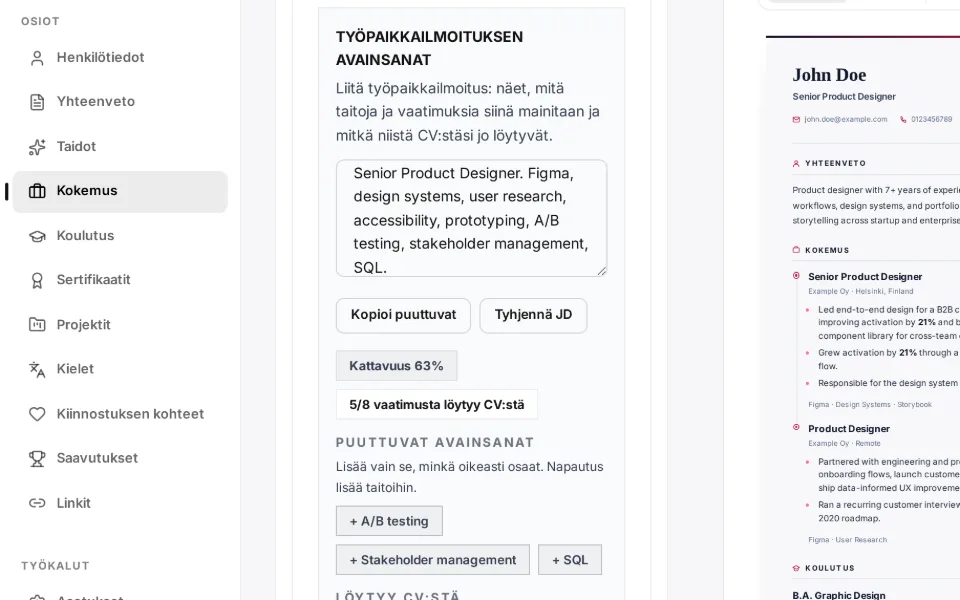 OSIOT
Henkilötiedot
Yhteenveto
Taidot
Kokemus
Koulutus
Sertifikaatit
Projektit
Kielet
Kiinnostuksen kohteet
Saavutukset
Linkit
TYÖKALUT
TYÖPAIKKAILMOITUKSEN
AVAINSANAT
Liitä työpaikkailmoitus: näet, mitä
taitoja ja vaatimuksia siinä mainitaan ja
mitkä niistä CV:stäsi jo löytyvät.
Senior Product Designer. Figma,
design systems, user research,
accessibility, prototyping, A/B
testing, stakeholder management,
SQL.
Kopioi puuttuvat
Tyhjennä JD
Kattavuus 63%
5/8 vaatimusta löytyy CV:stä
PUUTTUVAT AVAINSANAT
Lisää vain se, minkä oikeasti osaat. Napautus
lisää taitoihin.
+ A/B testing
+ Stakeholder management
+ SQL
LÖYTYY CV:STÄ
John Doe
Senior Product Designer
john.doe@example.com
0123456789
YHTEENVETO
Product designer with 7+ years of experi
workflows, design systems, and portfolio
storytelling across startup and enterprise
KOKEMUS
Senior Product Designer
Example Oy · Helsinki, Finland
Led end-to-end design for a B2B c
improving activation by 21% and b
component library for cross-team
Grew activation by 21% through a
flow.
Responsible for the design system
Figma · Design Systems · Storybook
Product Designer
Example Oy · Remote
Partnered with engineering and pr
onboarding flows, launch custome
ship data-informed UX improveme
Ran a recurring customer interview
2020 roadmap.
Figma · User Research
KOULUTUS
B.A. Graphic Design